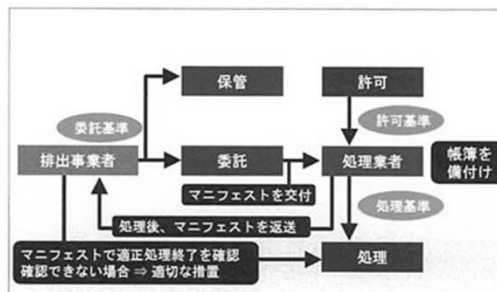 保管
許可
委託基準
許可基準
排出事業者
委託
処理業者
帳簿を
備付け
マニフェストを交付
処理後、マニフェストを返送
処理基準
マニフェストで適正処理終了を確認
確認できない場合 ⇒ 適切な措置
処理